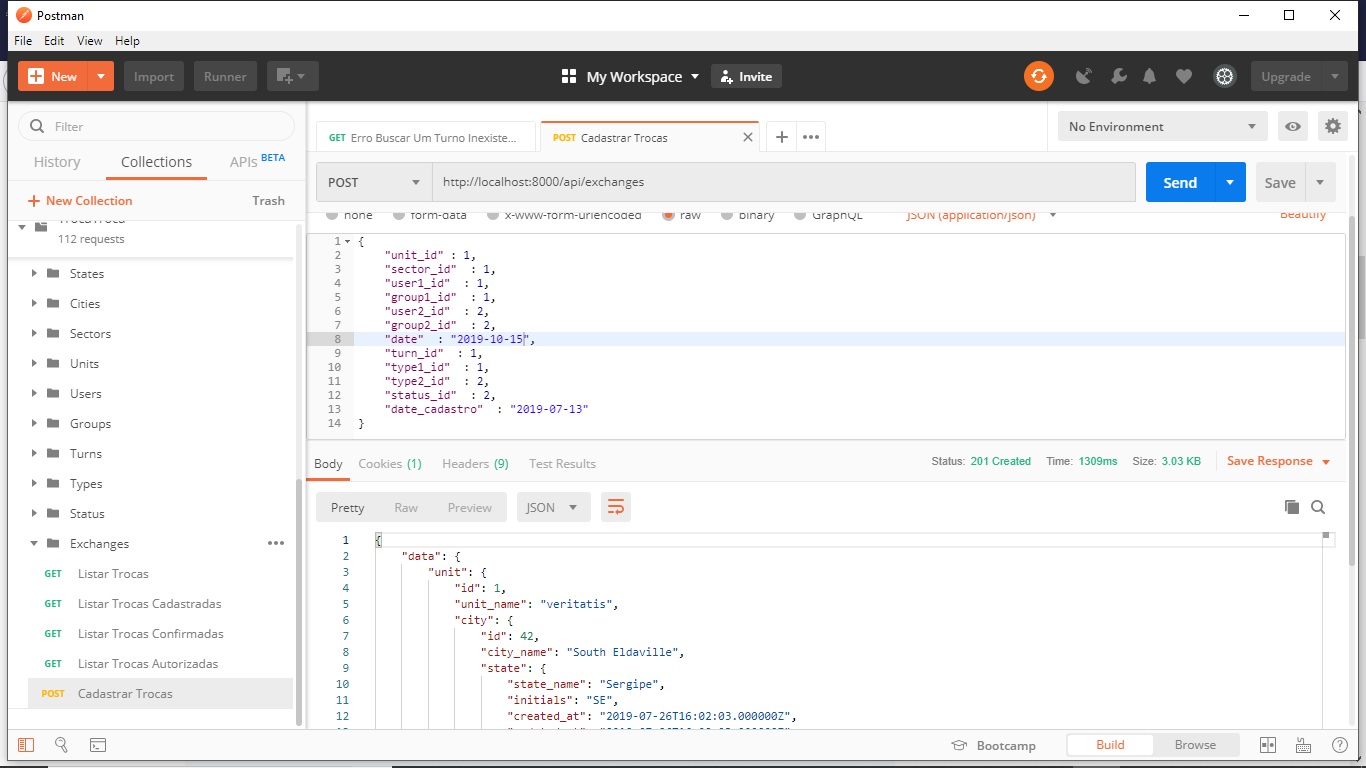 Postman
File Edit View Help
New Import Runner My Workspace Invite Upgrade
Filter
History Collections APIs BETA
New Collection Trash
TrocaTroca
112 requests
States
Cities
Sectors
Units
Users
Groups
Turns
Types
Status
Exchanges
GET Listar Trocas
GET Listar Trocas Cadastradas
GET Listar Trocas Confirmadas
GET Listar Trocas Autorizadas
POST Cadastrar Trocas
GET Erro Buscar Um Turno Inexiste... POST Cadastrar Trocas
No Environment
POST http://localhost:8000/api/exchanges Send Save
none form-data x-www-form-urlencoded raw binary GraphQL JSON (application/json) Beautify
1 {
2 "unit_id" : 1,
3 "sector_id" : 1,
4 "user1_id" : 1,
5 "group1_id" : 1,
6 "user2_id" : 2,
7 "group2_id" : 2,
8 "date" : "2019-10-15",
9 "turn_id" : 1,
10 "type1_id" : 1,
11 "type2_id" : 2,
12 "status_id" : 2,
13 "date_cadastro" : "2019-07-13"
14 }
Body Cookies (1) Headers (9) Test Results Status: 201 Created Time: 1309ms Size: 3.03 KB Save Response
Pretty Raw Preview JSON
1 {
2 "data": {
3 "unit": {
4 "id": 1,
5 "unit_name": "veritatis",
6 "city": {
7 "id": 42,
8 "city_name": "South Eldaville",
9 "state": {
10 "state_name": "Sergipe",
11 "initials": "SE",
12 "created_at": "2019-07-26T16:02:03.000000Z",
Bootcamp Build Browse